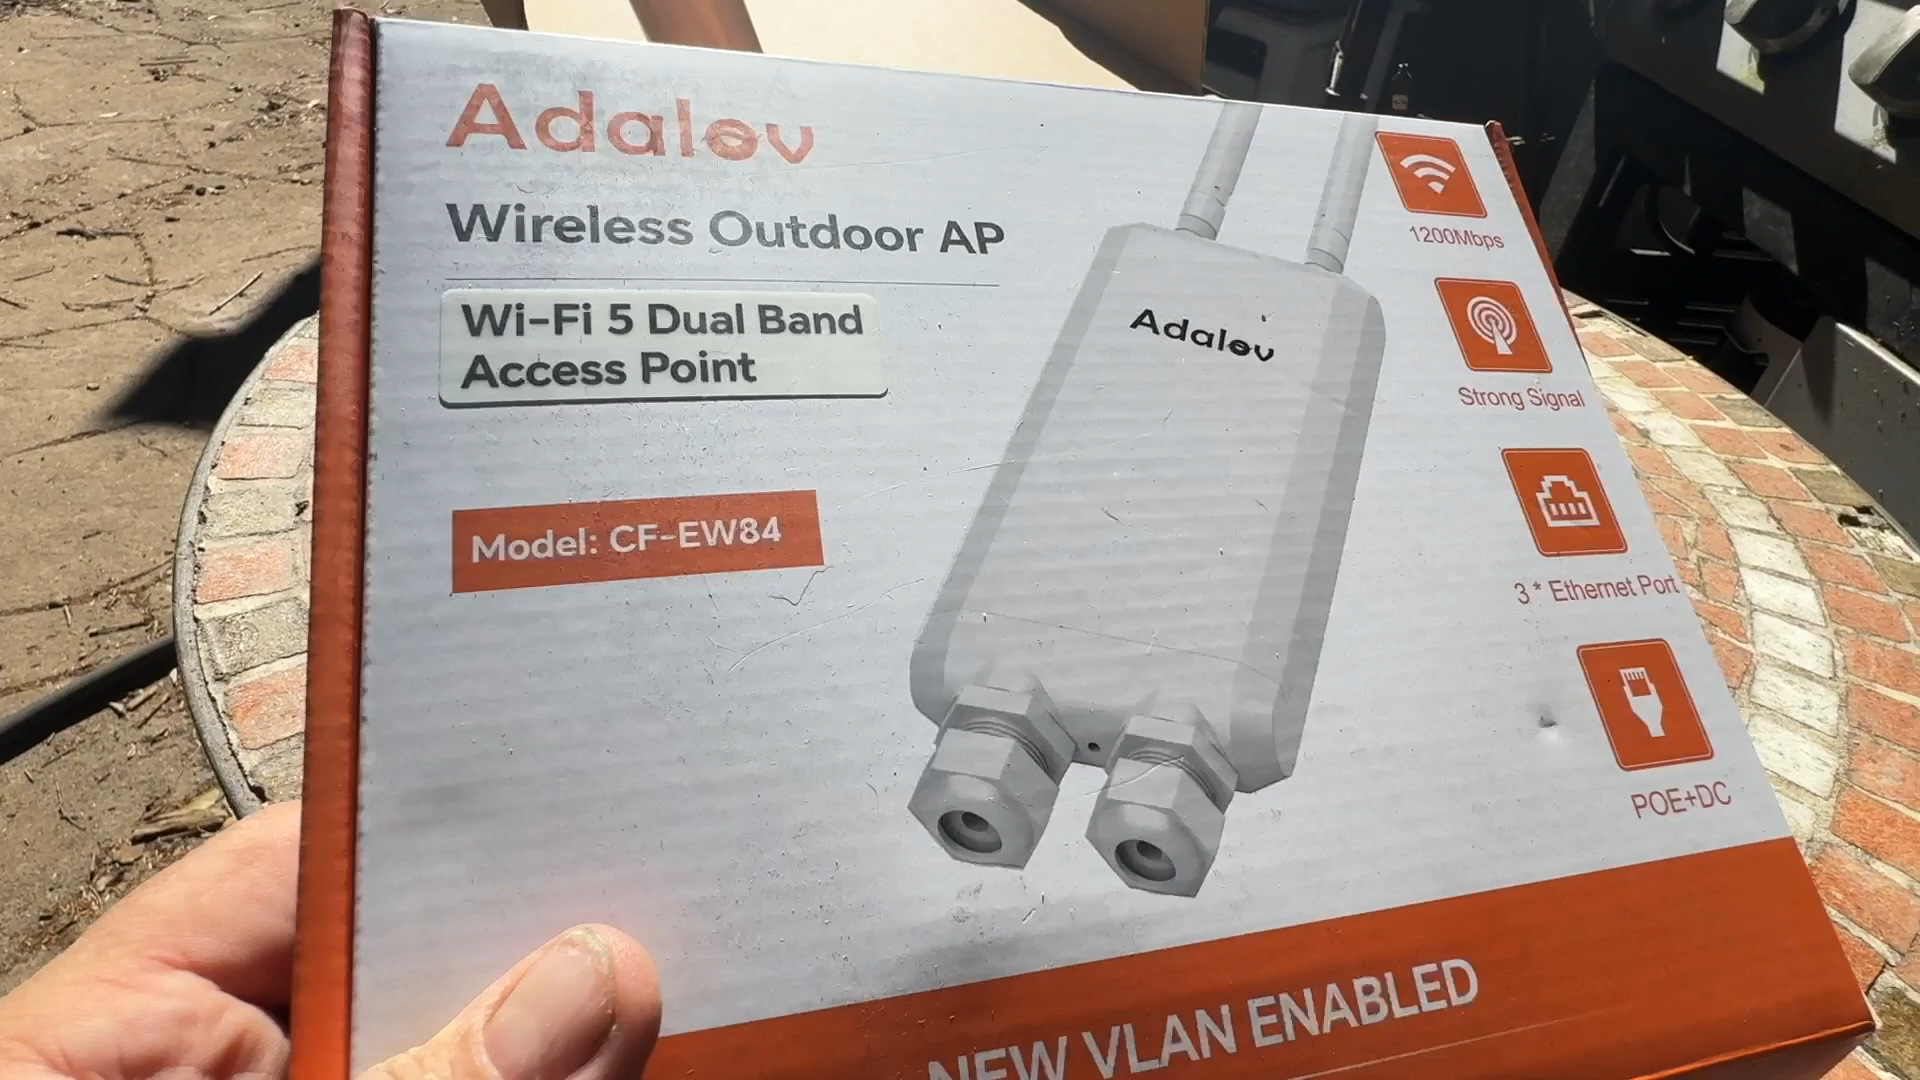 Adalov
Wireless Outdoor AP
Wi-Fi 5 Dual Band
Access Point
Model: CF-EW84
Adalov
1200Mbps
Strong Signal
3* Ethernet Port
POE+DC
NEW VLAN ENABLED